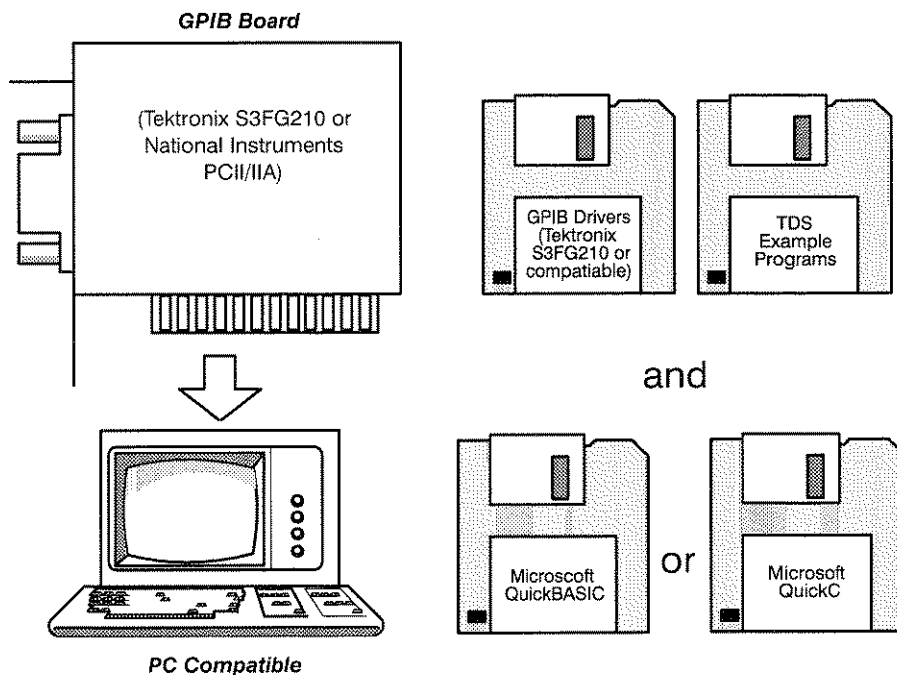 GPIB Board
(Tektronix S3FG210 or
National Instruments
PCII/IIA)
GPIB Drivers
(Tektronix
S3FG210 or
compatiable)
TDS
Example
Programs
and
Microscoft
QuickBASIC
or
Microsoft
QuickC
PC Compatible